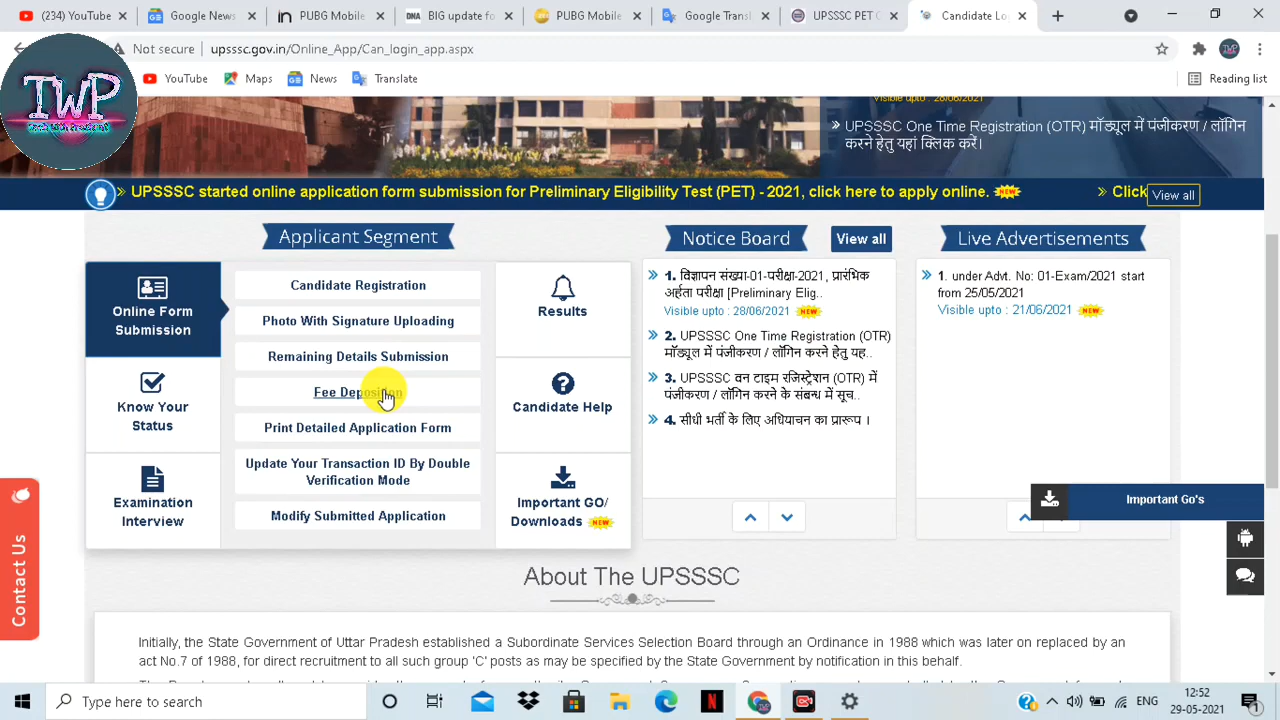 YouTube
Google News
PUBG Mobile
BIG update fo
PUBG Mobile
Google Transl
UPSSSC PET C
Candidate Lo
Not secure
upsssc.gov.in/Online_App/Can_login_app.aspx
TWP
YouTube
Maps
News
Translate
Reading list
Visible upto : 28/06/2021
UPSSSC One Time Registration (OTR) मॉड्यूल में पंजीकरण / लॉगिन
करने हेतु यहां क्लिक करें।
UPSSSC started online application form submission for Preliminary Eligibility Test (PET) - 2021, click here to apply online. NEW
Click
View all
Applicant Segment
Online Form
Submission
Know Your
Status
Examination
Interview
Candidate Registration
Photo With Signature Uploading
Remaining Details Submission
Fee Deposition
Print Detailed Application Form
Update Your Transaction ID By Double
Verification Mode
Modify Submitted Application
Results
Candidate Help
Important GO/
Downloads NEW
Notice Board
View all
1. विज्ञापन संख्या-01-परीक्षा-2021, प्रारंभिक
अर्हता परीक्षा [Preliminary Elig..
Visible upto : 28/06/2021 NEW
2. UPSSSC One Time Registration (OTR)
मॉड्यूल में पंजीकरण / लॉगिन करने हेतु यह..
3. UPSSSC वन टाइम रजिस्ट्रेशन (OTR) में
पंजीकरण / लॉगिन करने के संबन्ध में सूच..
4. सीधी भर्ती के लिए अधियाचन का प्रारूप ।
Live Advertisements
1. under Advt. No: 01-Exam/2021 start
from 25/05/2021
Visible upto : 21/06/2021 NEW
Important Go's
Contact Us
About The UPSSSC
Initially, the State Government of Uttar Pradesh established a Subordinate Services Selection Board through an Ordinance in 1988 which was later on replaced by an
act No.7 of 1988, for direct recruitment to all such group 'C' posts as may be specified by the State Government by notification in this behalf.
Type here to search
ENG
12:52
29-05-2021